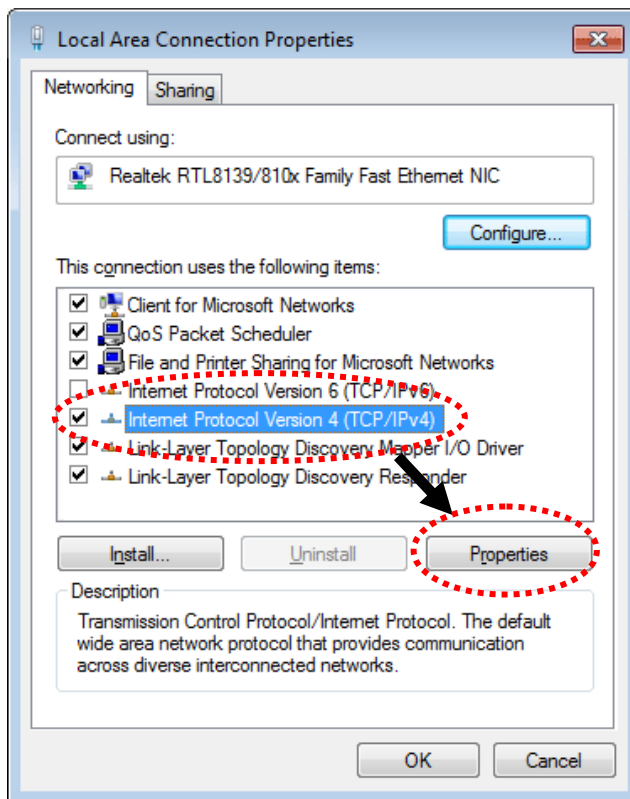 Local Area Connection Properties
Networking
Sharing
Connect using:
Realtek RTL8139/810x Family Fast Ethernet NIC
Configure...
This connection uses the following items:
Client for Microsoft Networks
QoS Packet Scheduler
File and Printer Sharing for Microsoft Networks
Internet Protocol Version 6 (TCP/IPv6)
Internet Protocol Version 4 (TCP/IPv4)
Link-Layer Topology Discovery Mapper I/O Driver
Link-Layer Topology Discovery Responder
Install...
Uninstall
Properties
Description
Transmission Control Protocol/Internet Protocol. The default
wide area network protocol that provides communication
across diverse interconnected networks.
OK
Cancel